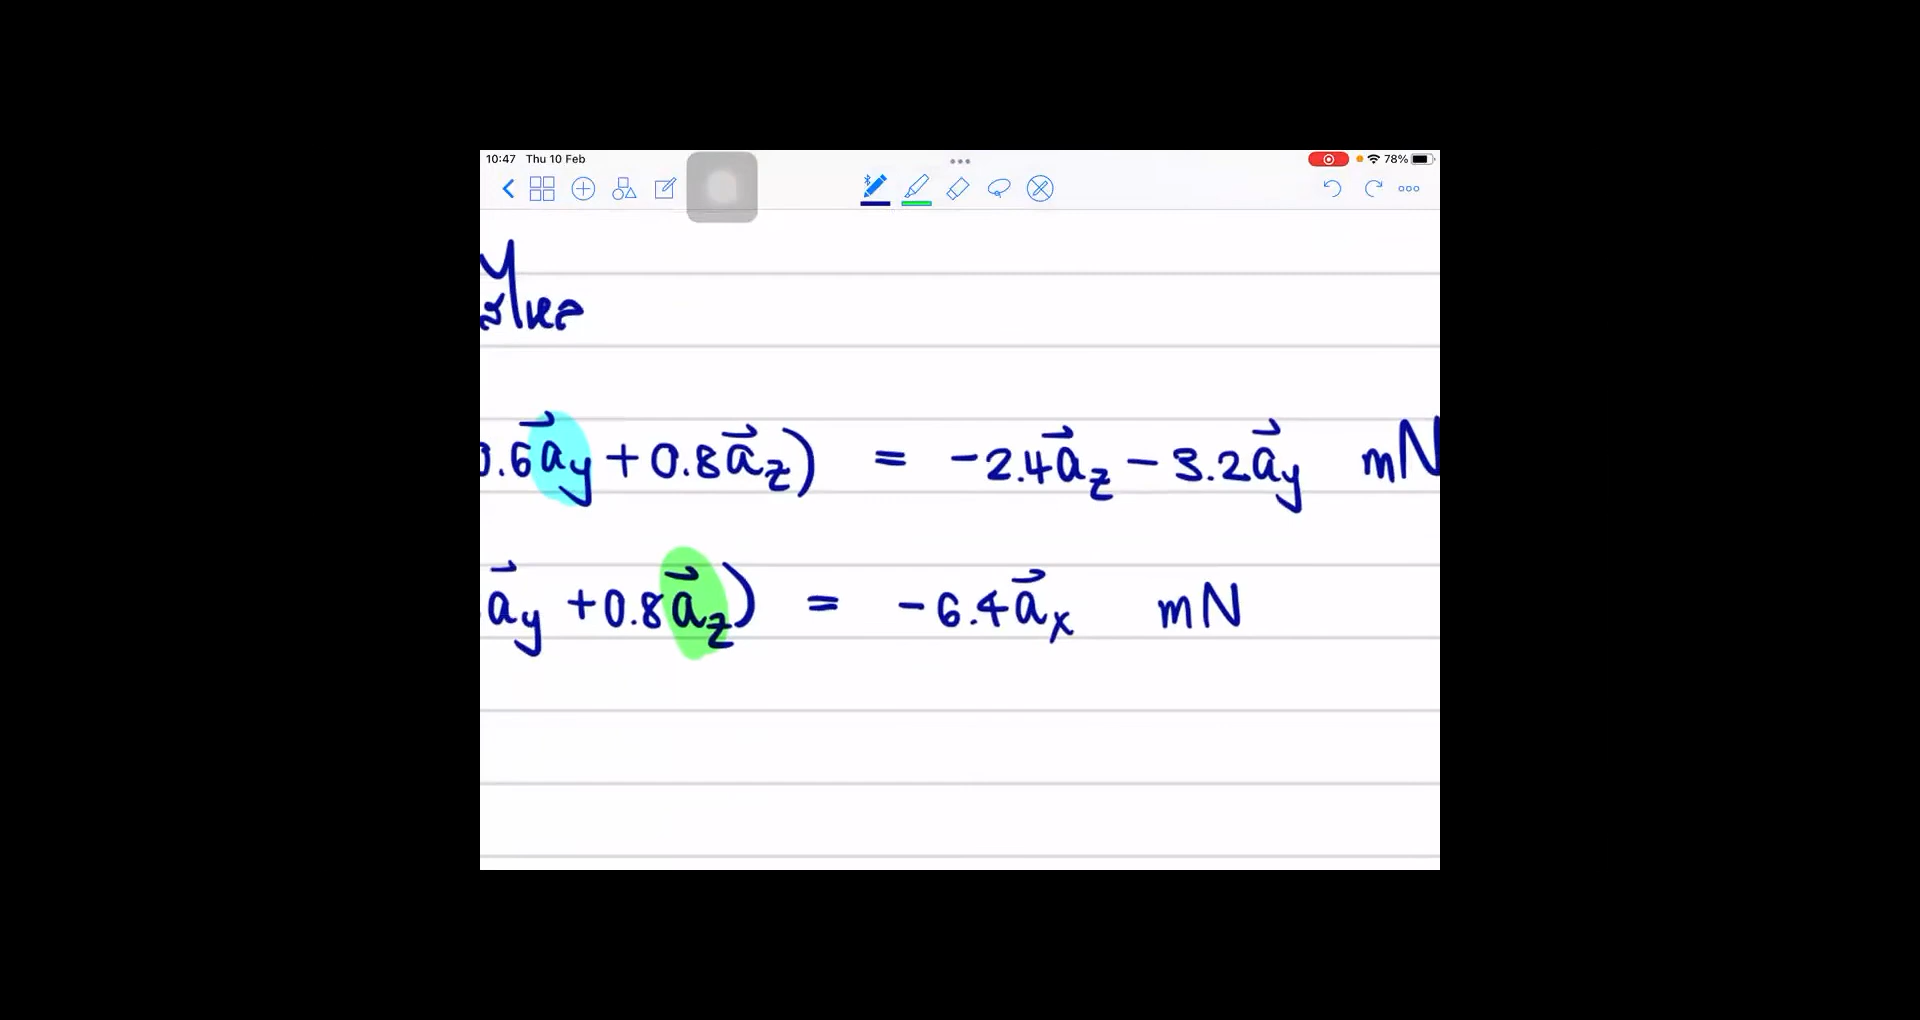 10:47 Thu 10 Feb
78%
0.6a⃗y + 0.8a⃗z) = -2.4a⃗z - 3.2a⃗y mN
a⃗y + 0.8a⃗z) = -6.4a⃗x mN